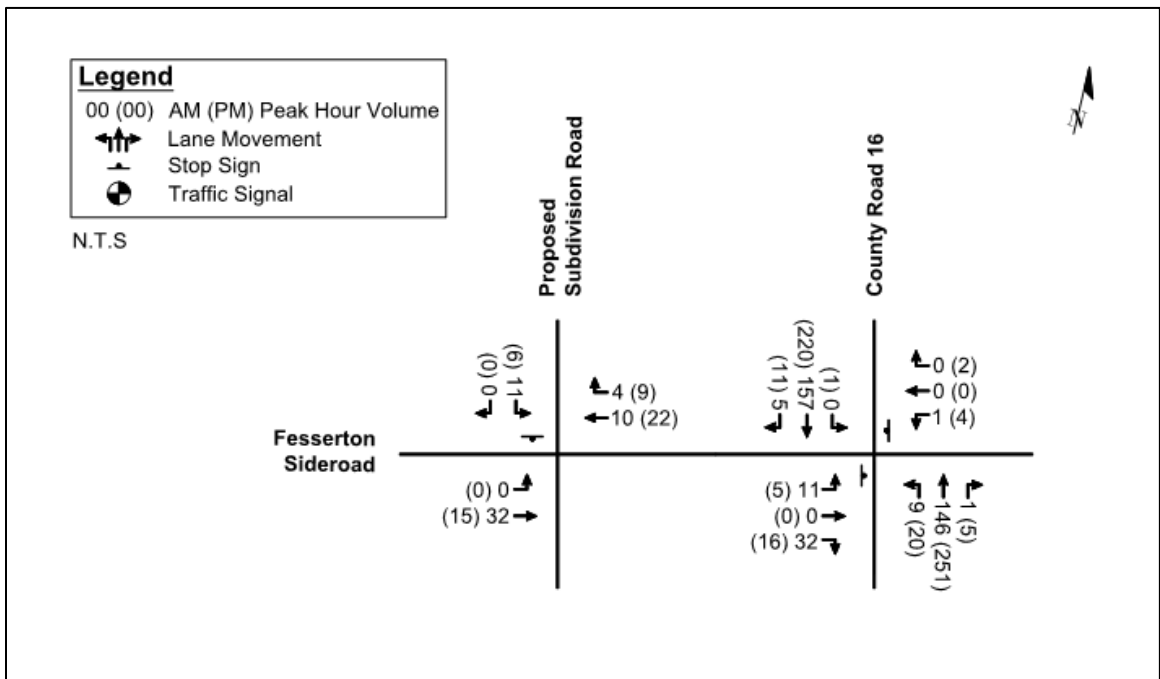 Legend
00 (00) AM (PM) Peak Hour Volume
Lane Movement
Stop Sign
Traffic Signal
N.T.S
N
Proposed
Subdivision Road
County Road 16
(0) 0
(6) 11
4 (9)
10 (22)
(11) 5
(220) 157
(1) 0
0 (2)
0 (0)
1 (4)
Fesserton
Sideroad
(0) 0
(15) 32
(5) 11
(0) 0
(16) 32
9 (20)
146 (251)
1 (5)